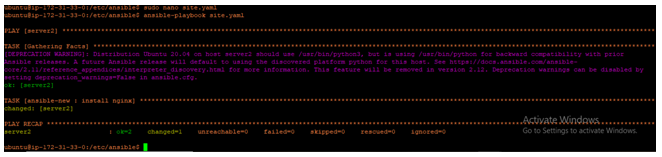 ubuntu@ip-172-31-33-0:/etc/ansible$ sudo nano site.yaml
ubuntu@ip-172-31-33-0:/etc/ansible$ ansible-playbook site.yaml
PLAY [server2] ****
TASK [Gathering Facts] ****
[DEPRECATION WARNING]: Distribution Ubuntu 20.04 on host server2 should use /usr/bin/python3, but is using /usr/bin/python for backward compatibility with prior
Ansible releases. A future Ansible release will default to using the discovered platform python for this host. See https://docs.ansible.com/ansible-
core/2.11/reference_appendices/interpreter_discovery.html for more information. This feature will be removed in version 2.12. Deprecation warnings can be disabled by
setting deprecation_warnings=False in ansible.cfg.
ok: [server2]
TASK [ansible-new : install nginx] ****
changed: [server2]
PLAY RECAP ****
server2 : ok=2 changed=1 unreachable=0 failed=0 skipped=0 rescued=0 ignored=0
Activate Windows
Go to Settings to activate Windows.
ubuntu@ip-172-31-33-0:/etc/ansible$